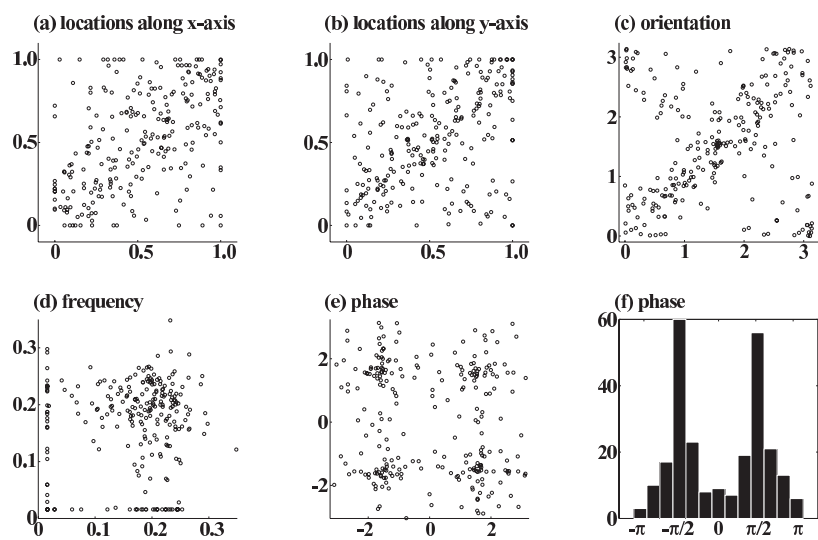 (a) locations along x-axis
(b) locations along y-axis
(c) orientation
1.0
0.5
0
0 0.5 1.0
1.0
0.5
0
0 0.5 1.0
3
2
1
0
0 1 2 3
(d) frequency
(e) phase
(f) phase
0.3
0.2
0.1
0
0 0.1 0.2 0.3
2
0
-2
-2 0 2
60
40
20
0
-π -π/2 0 π/2 π